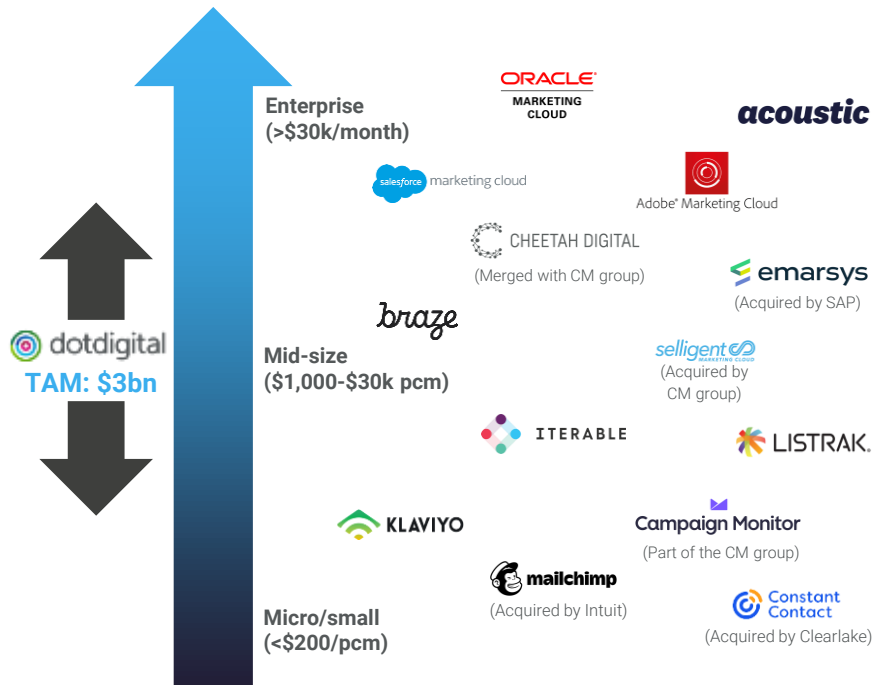 Enterprise
(>$30k/month)
ORACLE®
MARKETING
CLOUD
acoustic
salesforce marketing cloud
Adobe® Marketing Cloud
CHEETAH DIGITAL
(Merged with CM group)
emarsys
(Acquired by SAP)
braze
dotdigital
TAM: $3bn
Mid-size
($1,000-$30k pcm)
selligent
MARKETING CLOUD
(Acquired by
CM group)
ITERABLE
LISTRAK®
KLAVIYO
Campaign Monitor
(Part of the CM group)
mailchimp
(Acquired by Intuit)
Constant
Contact
(Acquired by Clearlake)
Micro/small
(<$200/pcm)